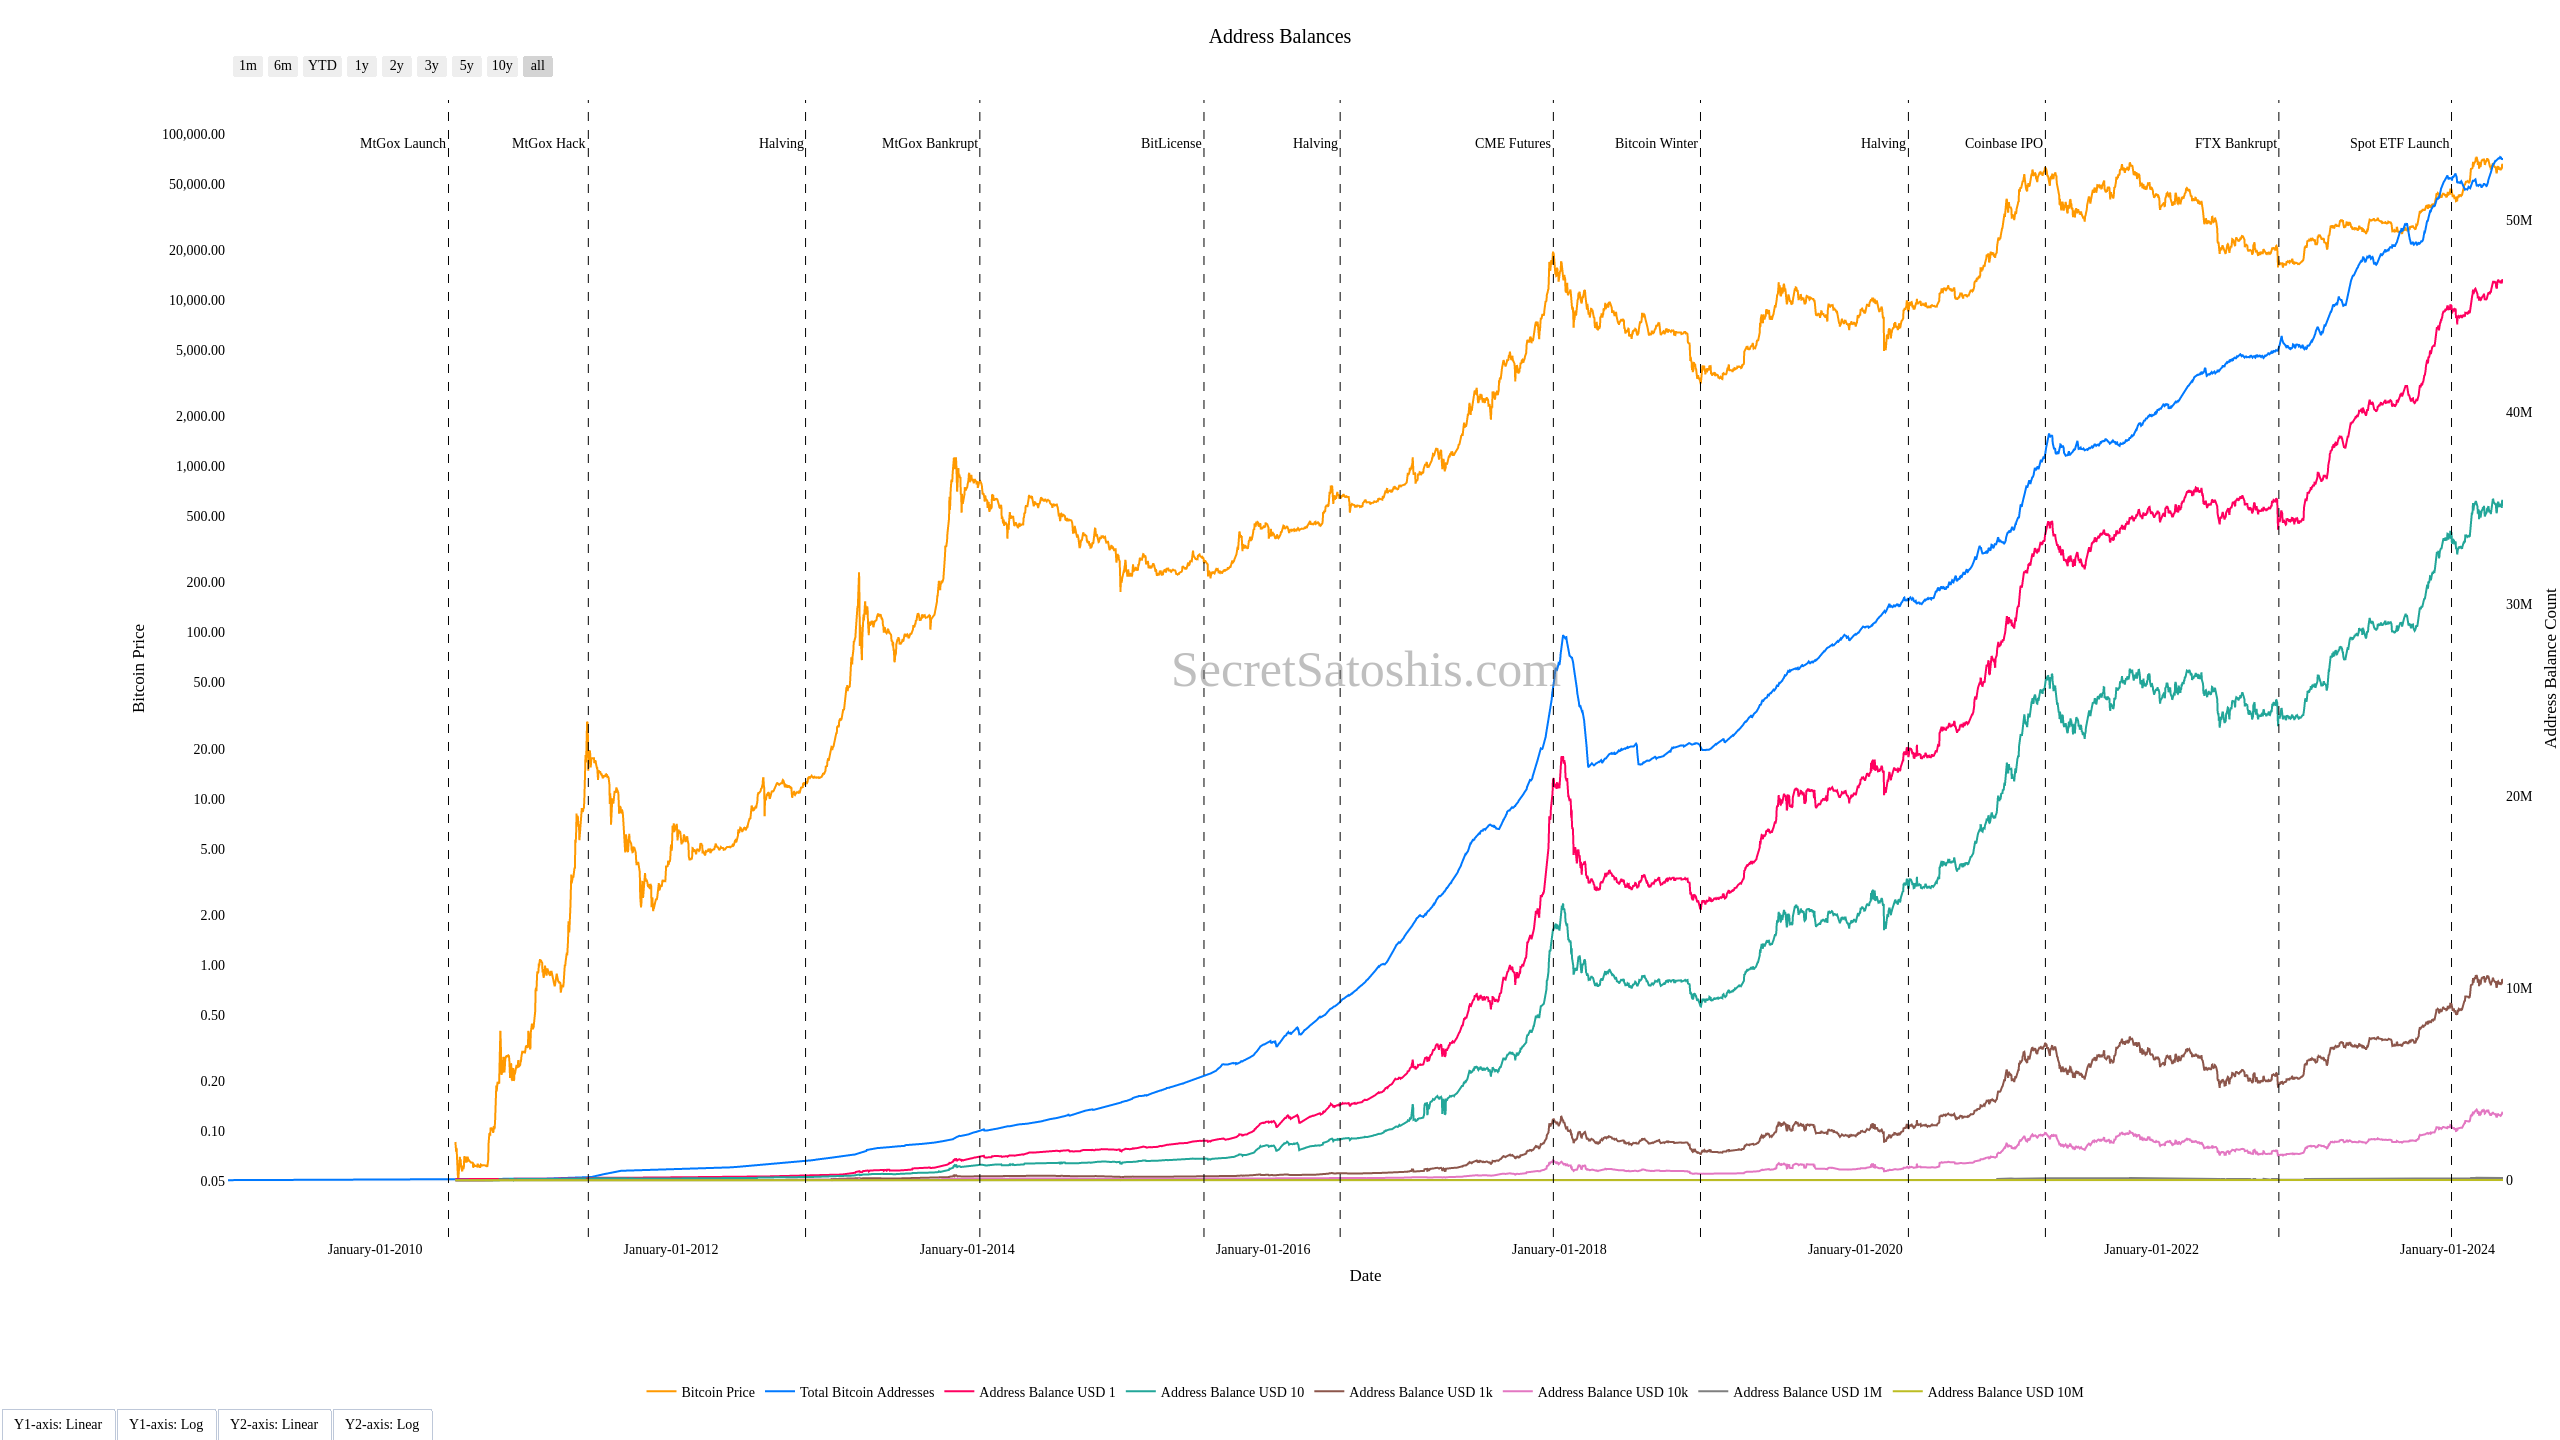 Address Balances
1m 6m YTD 1y 2y 3y 5y 10y all
MtGox Launch MtGox Hack Halving MtGox Bankrupt BitLicense Halving CME Futures Bitcoin Winter Halving Coinbase IPO FTX Bankrupt Spot ETF Launch
100,000.00
50,000.00
20,000.00
10,000.00
5,000.00
2,000.00
1,000.00
500.00
200.00
100.00
50.00
20.00
10.00
5.00
2.00
1.00
0.50
0.20
0.10
0.05
Bitcoin Price
SecretSatoshis.com
50M
40M
30M
20M
10M
0
Address Balance Count
January-01-2010 January-01-2012 January-01-2014 January-01-2016 January-01-2018 January-01-2020 January-01-2022 January-01-2024
Date
Bitcoin Price Total Bitcoin Addresses Address Balance USD 1 Address Balance USD 10 Address Balance USD 1k Address Balance USD 10k Address Balance USD 1M Address Balance USD 10M
Y1-axis: Linear Y1-axis: Log Y2-axis: Linear Y2-axis: Log